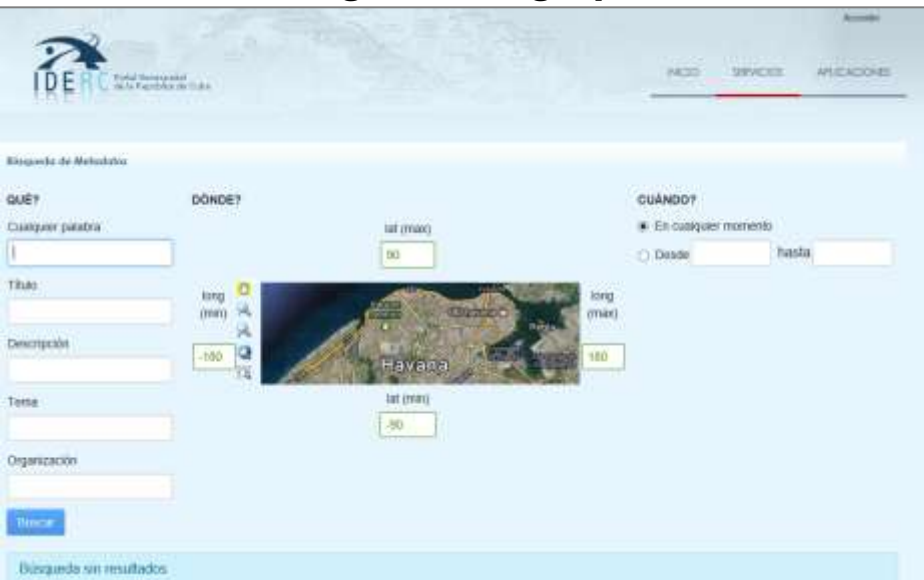 Acceder
IDERC
Portal Geoespacial
de la República de Cuba
INICIO SERVICIOS APLICACIONES
Búsqueda de Metadatos
QUÉ?
Cualquier palabra
Título
Descripción
Tema
Organización
Buscar
DÓNDE?
lat (max)
90
long
(min)
-180
Havana
long
(max)
180
lat (min)
-90
CUÁNDO?
En cualquier momento
Desde hasta
Búsqueda sin resultados